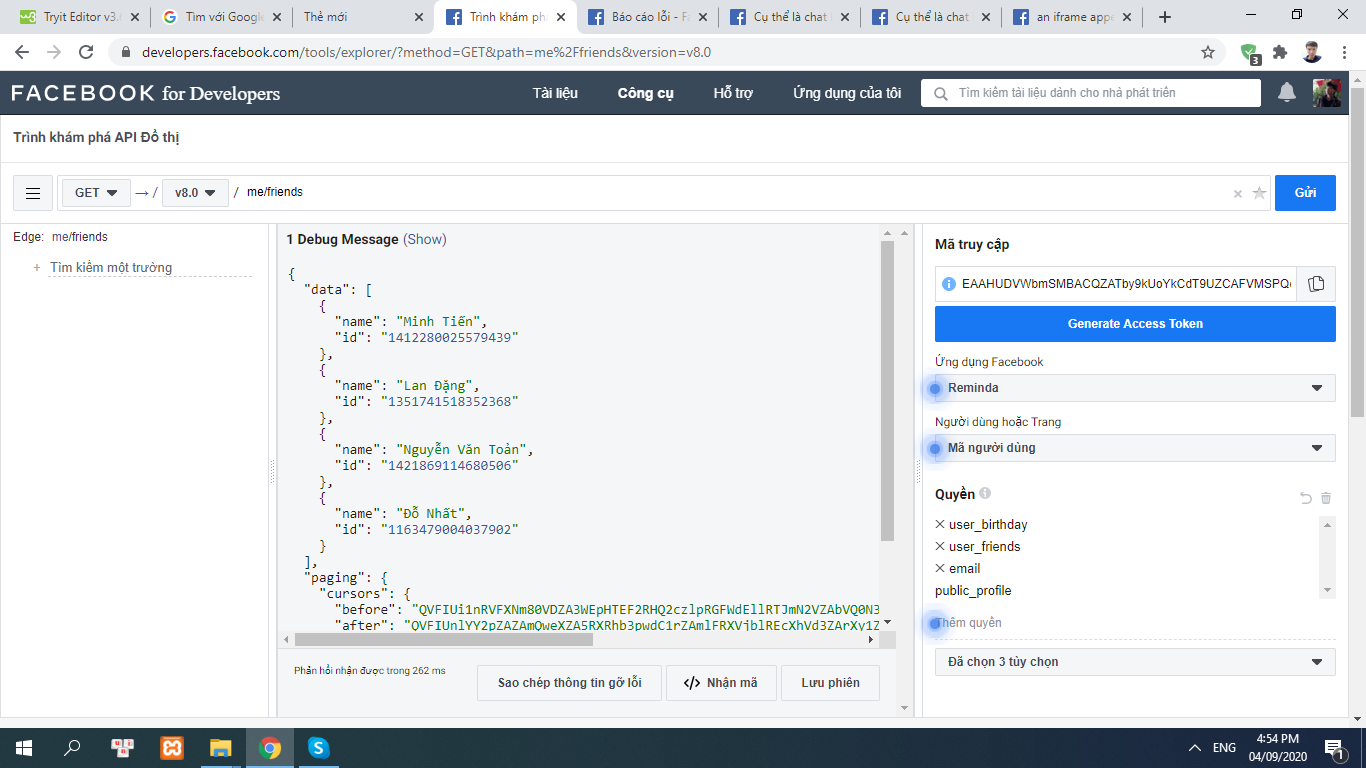 Tryit Editor v3.
Tìm với Google
Thẻ mới
Trình khám ph
Báo cáo lỗi - Fa
Cụ thể là chat
Cụ thể là chat
an iframe appe
developers.facebook.com/tools/explorer/?method=GET&path=me%2Ffriends&version=v8.0
3
FACEBOOK for Developers
Tài liệu
Công cụ
Hỗ trợ
Ứng dụng của tôi
Tìm kiếm tài liệu dành cho nhà phát triển
Trình khám phá API Đồ thị
GET
→ /
v8.0
/ me/friends
Gửi
Edge: me/friends
+ Tìm kiếm một trường
1 Debug Message (Show)
{
"data": [
{
"name": "Minh Tiến",
"id": "1412280025579439"
},
{
"name": "Lan Đặng",
"id": "1351741518352368"
},
{
"name": "Nguyễn Văn Toản",
"id": "1421869114680506"
},
{
"name": "Đỗ Nhất",
"id": "1163479004037902"
}
],
"paging": {
"cursors": {
"before": "QVFIUi1nRVFXNm80VDZA3WEpHTEF2RHQ2czlpRGFWdEllRTJmN2VZAbVQ0N3
"after": "QVFIUnlYY2pZAZAmQweXZA5RXRhb3pwdC1rZAmlFRXVjblREcXhVd3ZArXy1Z
Phản hồi nhận được trong 262 ms
Sao chép thông tin gỡ lỗi
</> Nhận mã
Lưu phiên
Mã truy cập
EAAHUDVWbmSMBACQZATby9kUoYkCdT9UZCAFVMSPQ
Generate Access Token
Ứng dụng Facebook
Reminda
Người dùng hoặc Trang
Mã người dùng
Quyền
user_birthday
user_friends
email
public_profile
Thêm quyền
Đã chọn 3 tùy chọn
ENG
4:54 PM
04/09/2020
1